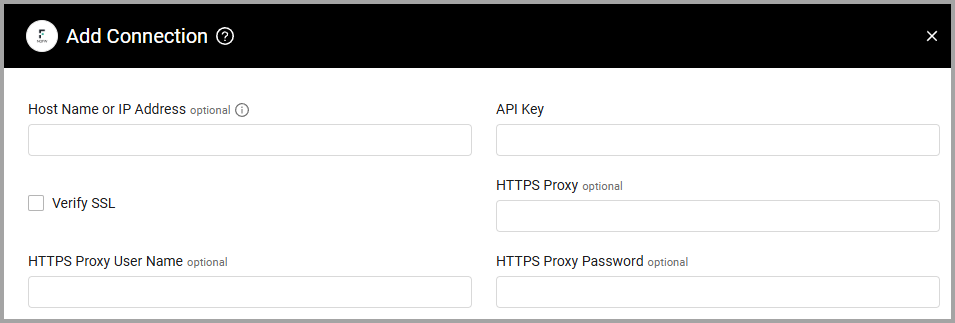 Add Connection ?
Host Name or IP Address optional
API Key
Verify SSL
HTTPS Proxy optional
HTTPS Proxy User Name optional
HTTPS Proxy Password optional